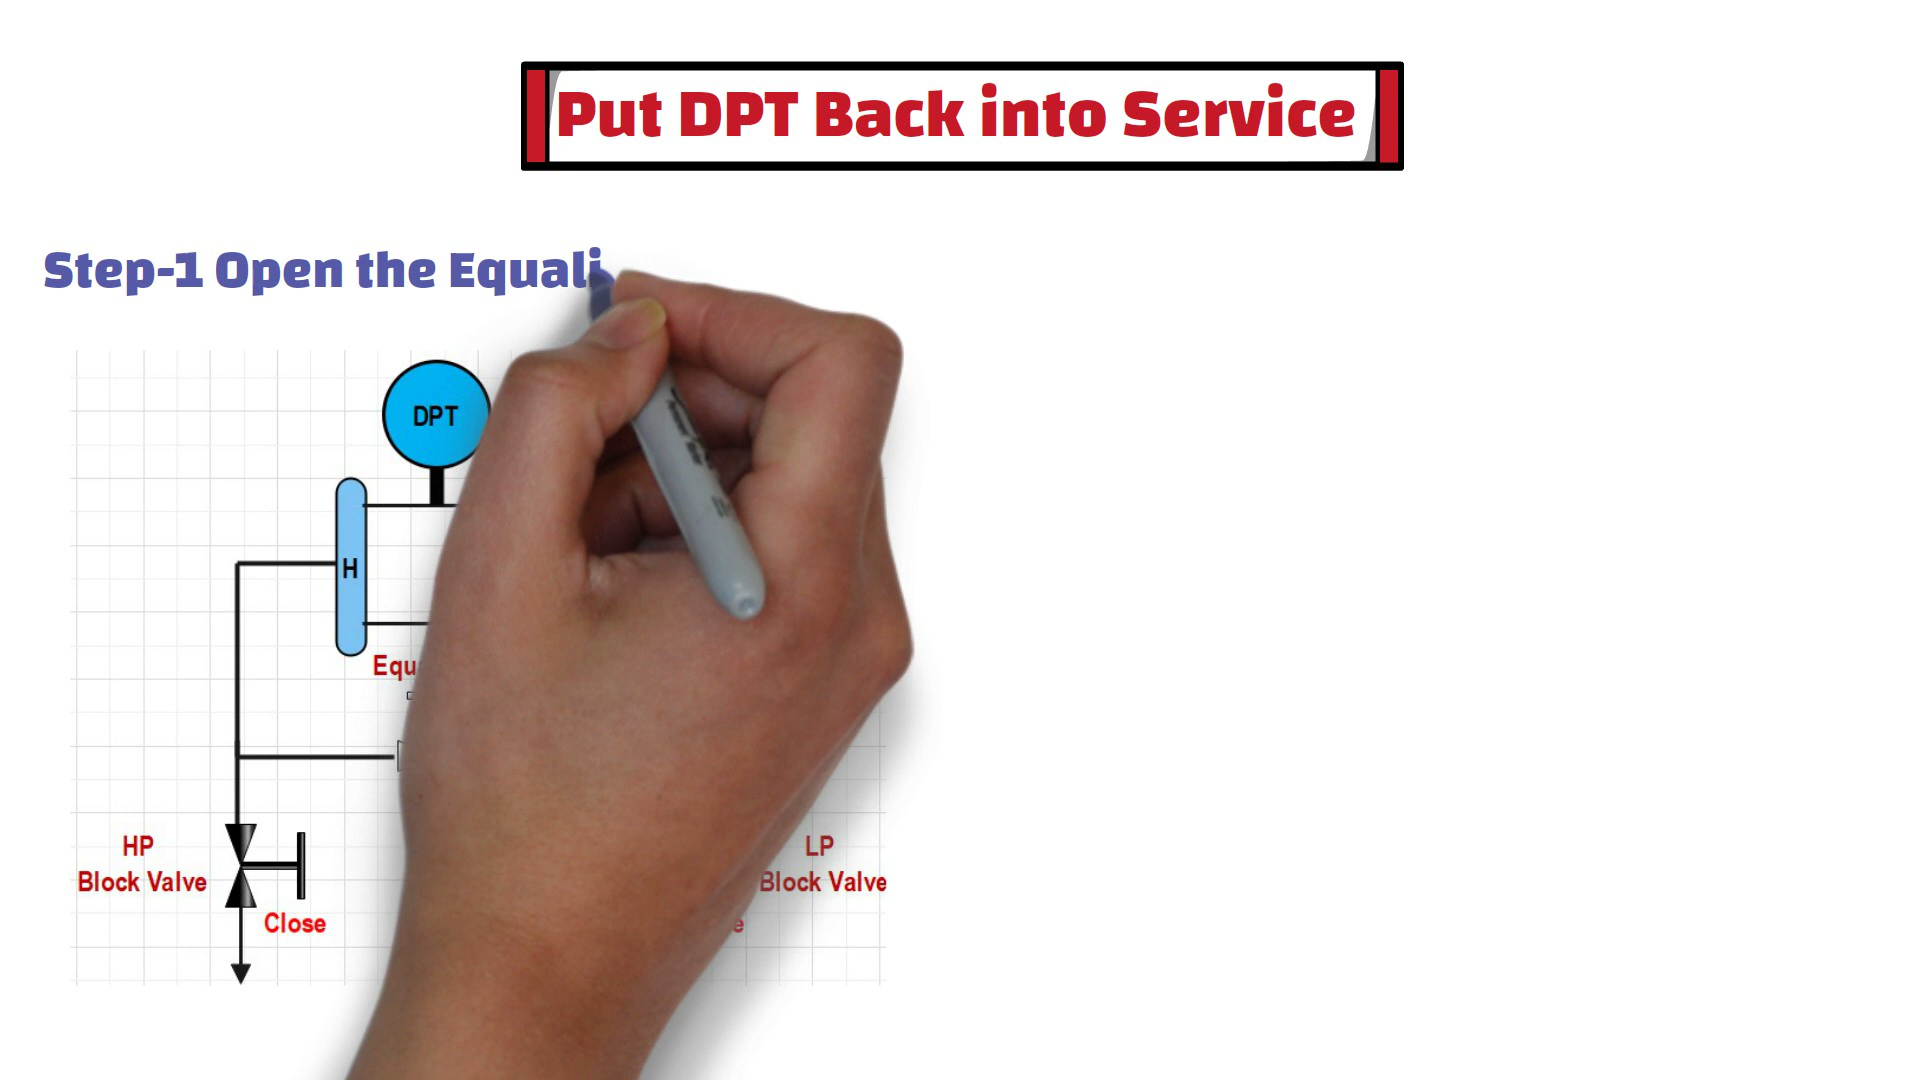 Put DPT Back into Service
Step-1 Open the Equali
DPT
H
Equ
HP
Block Valve
Close
LP
Block Valve
e